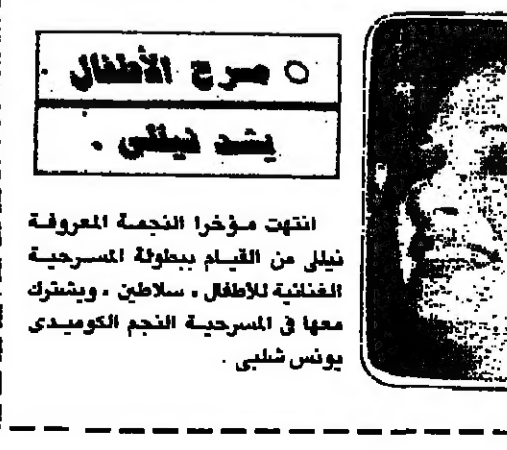 ○ مسرح الأطفال .
يشد نيللى .
انتهت مؤخرا النجمة المعروفة
نيللى من القيام ببطولة المسرحية
الغنائية للأطفال « سلاطين » ويشترك
معها فى المسرحية النجم الكوميدى
يونس شلبى .